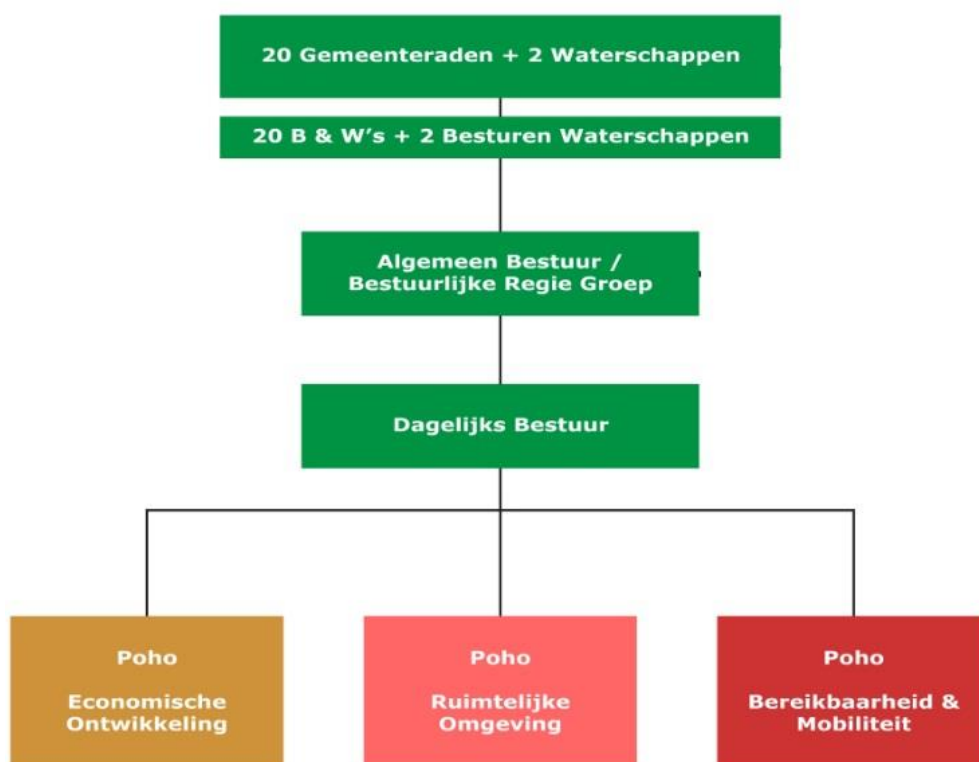 20 Gemeenteraden + 2 Waterschappen
20 B & W's + 2 Besturen Waterschappen
Algemeen Bestuur /
Bestuurlijke Regie Groep
Dagelijks Bestuur
Poho
Economische
Ontwikkeling
Poho
Ruimtelijke
Omgeving
Poho
Bereikbaarheid &
Mobiliteit